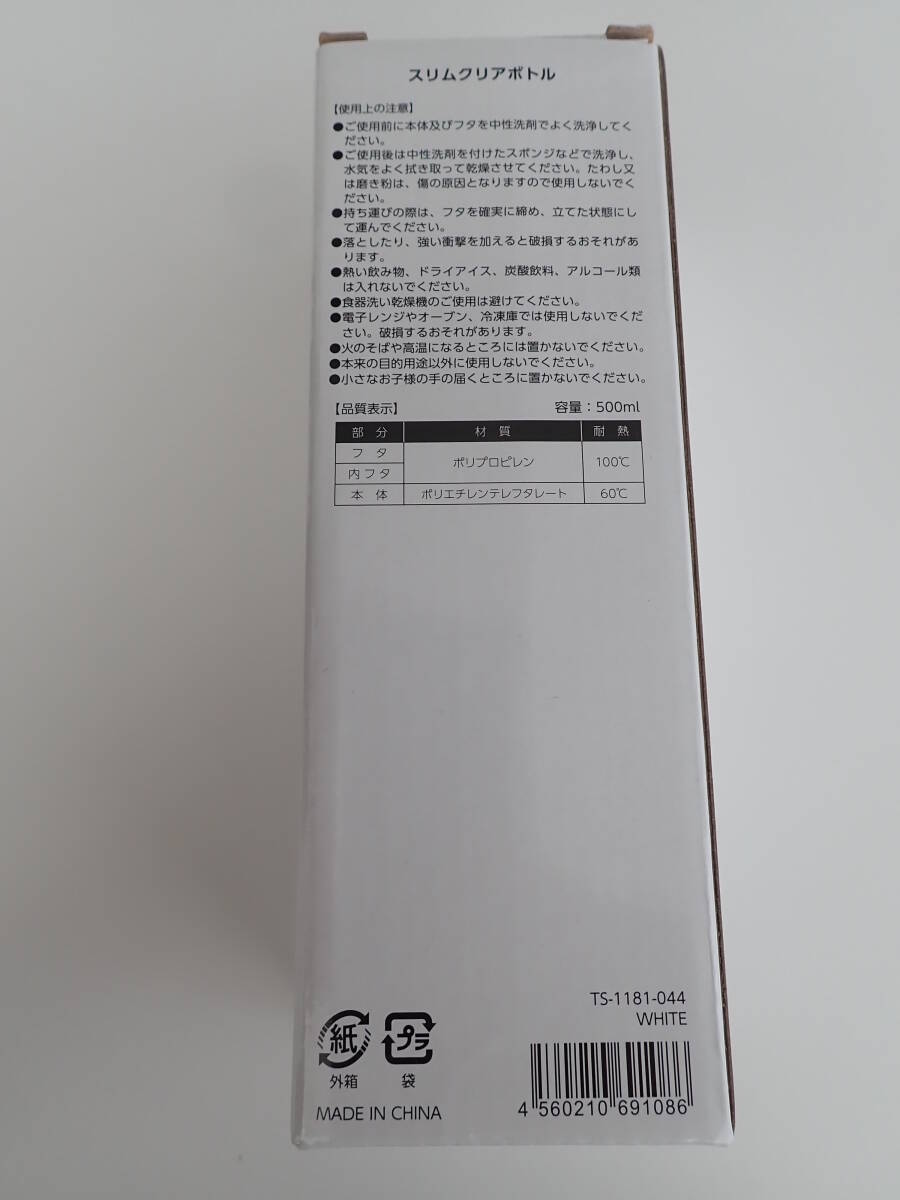 スリムクリアボトル
【使用上の注意】
●ご使用前に本体及びフタを中性洗剤でよく洗浄してく
ださい。
●ご使用後は中性洗剤を付けたスポンジなどで洗浄し、
水気をよく拭き取って乾燥させてください。たわし又
は磨き粉は、傷の原因となりますので使用しないでく
ださい。
●持ち運びの際は、フタを確実に締め、立てた状態にし
て運んでください。
●落としたり、強い衝撃を加えると破損するおそれがあ
ります。
●熱い飲み物、ドライアイス、炭酸飲料、アルコール類
は入れないでください。
●食器洗い乾燥機のご使用は避けてください。
●電子レンジやオーブン、冷凍庫では使用しないでくだ
さい。破損するおそれがあります。
●火のそばや高温になるところには置かないでください。
●本来の目的用途以外に使用しないでください。
●小さなお子様の手の届くところに置かないでください。
【品質表示】 容量：500ml
部分 材質 耐熱
フタ ポリプロピレン 100℃
内フタ
本体 ポリエチレンテレフタレート 60℃
TS-1181-044
WHITE
紙 プラ
外箱 袋
MADE IN CHINA
4 560210 691086